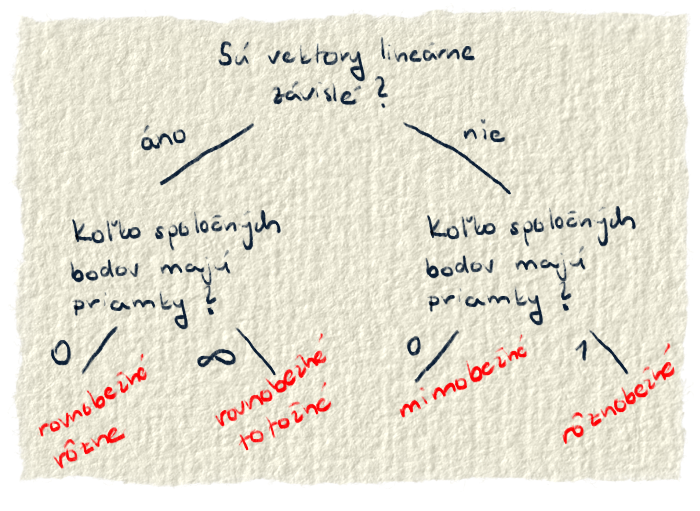 Sú vektory lineárne
závislé ?
áno
nie
Koľko spoločných
bodov majú
priamky ?
Koľko spoločných
bodov majú
priamky ?
0
∞
0
1
rovnobežné
rôzne
rovnobežné
totožné
mimobežné
rôznobežné